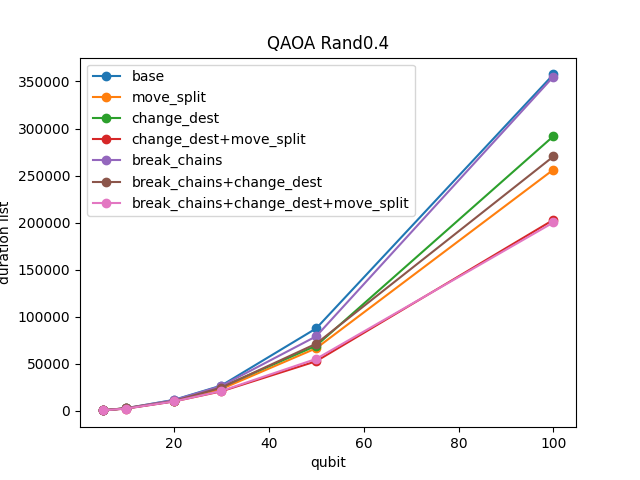 QAOA Rand0.4
350000
300000
250000
200000
150000
100000
50000
0
duration list
base
move_split
change_dest
change_dest+move_split
break_chains
break_chains+change_dest
break_chains+change_dest+move_split
20
40
60
80
100
qubit